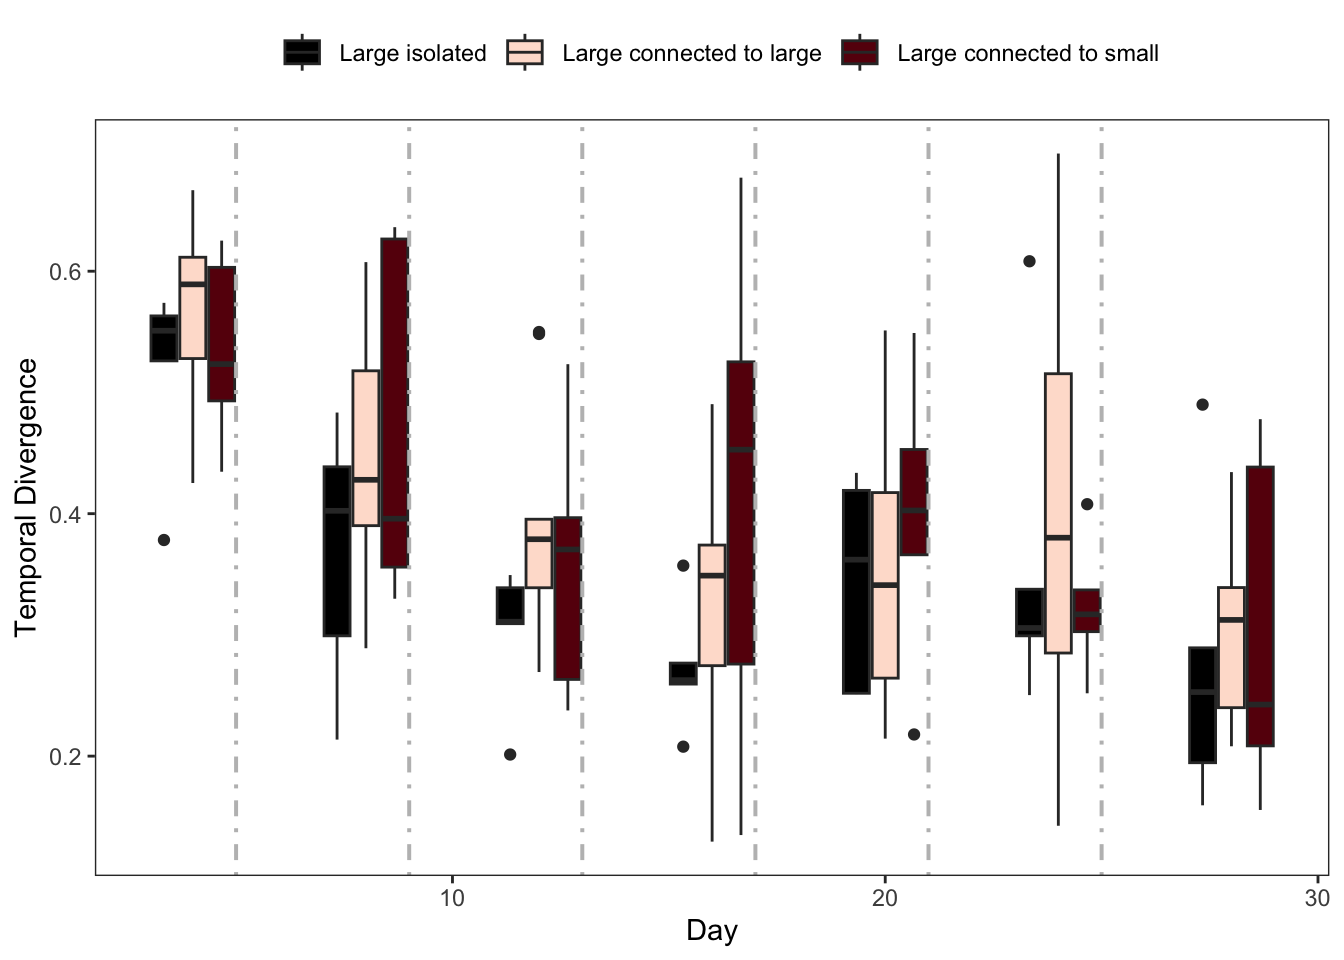 Large isolated Large connected to large Large connected to small
Temporal Divergence
0.6
0.4
0.2
10 20 30
Day